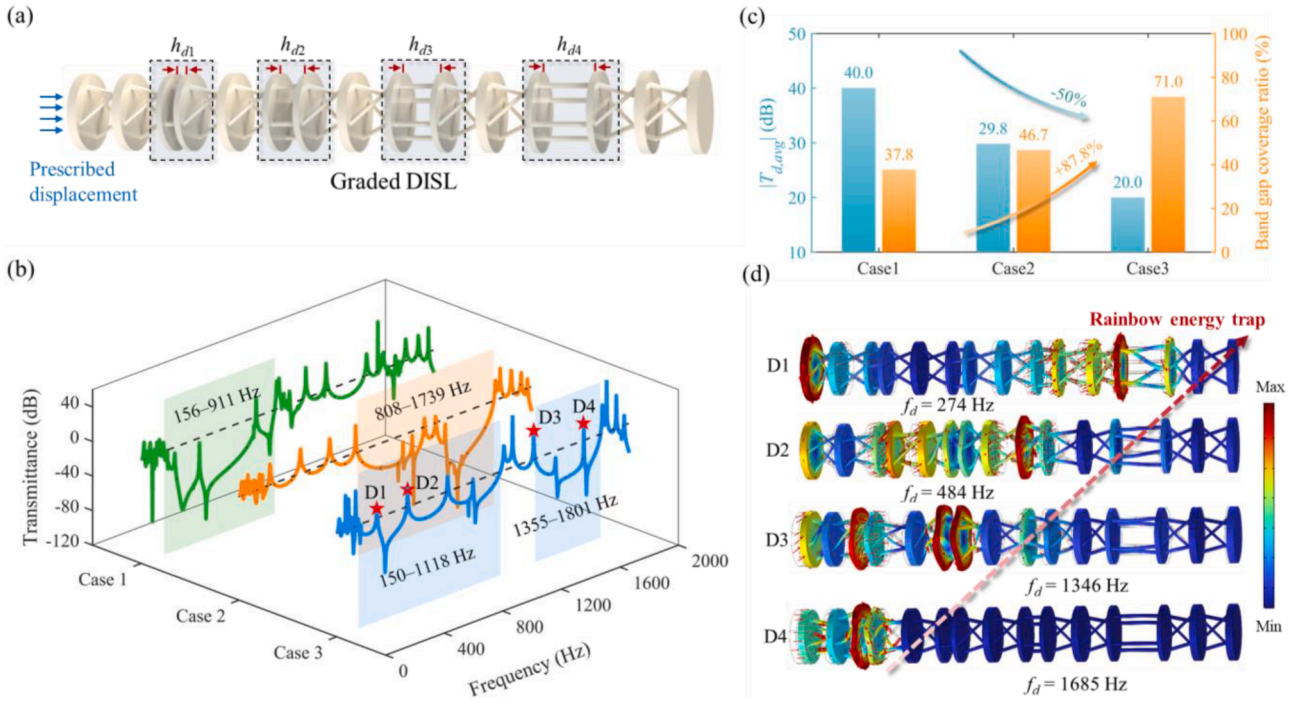 (a)
h_d1
h_d2
h_d3
h_d4
Prescribed
displacement
Graded DISL
(b)
Transmittance (dB)
40
0
-40
-80
-120
156–911 Hz
808–1739 Hz
D1
D2
D3
D4
150–1118 Hz
1355–1801 Hz
Case 1
Case 2
Case 3
0
400
800
1200
1600
2000
Frequency (Hz)
(c)
|T_d,avg| (dB)
50
40
30
20
10
40.0
37.8
29.8
46.7
20.0
71.0
-50%
+87.8%
100
80
60
40
20
0
Band gap coverage ratio (%)
Case1
Case2
Case3
(d)
Rainbow energy trap
D1
f_d = 274 Hz
D2
f_d = 484 Hz
D3
f_d = 1346 Hz
D4
f_d = 1685 Hz
Max
Min